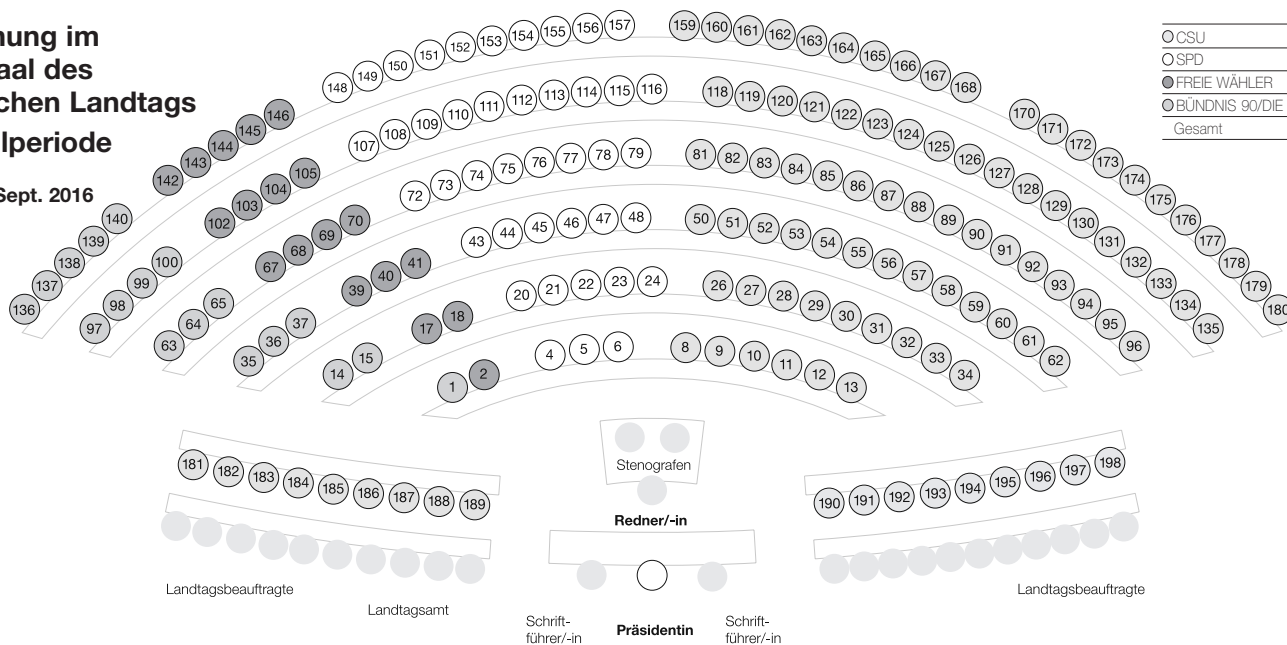 nung im
aal des
chen Landtags
lperiode
Sept. 2016
CSU
SPD
FREIE WÄHLER
BÜNDNIS 90/DIE
Gesamt
148 149 150 151 152 153 154 155 156 157 159 160 161 162 163 164 165 166 167 168
142 143 144 145 146 170 171 172 173 174 175 176 177 178 179 180
136 137 138 139 140
107 108 109 110 111 112 113 114 115 116 118 119 120 121 122 123 124 125 126 127 128 129 130 131 132 133 134 135
97 98 99 100 102 103 104 105
63 64 65 67 68 69 70 72 73 74 75 76 77 78 79 81 82 83 84 85 86 87 88 89 90 91 92 93 94 95 96
35 36 37 39 40 41 43 44 45 46 47 48 50 51 52 53 54 55 56 57 58 59 60 61 62
14 15 17 18 20 21 22 23 24 26 27 28 29 30 31 32 33 34
1 2 4 5 6 8 9 10 11 12 13
181 182 183 184 185 186 187 188 189
190 191 192 193 194 195 196 197 198
Stenografen
Redner/-in
Landtagsbeauftragte
Landtagsamt
Landtagsbeauftragte
Schrift-
führer/-in
Präsidentin
Schrift-
führer/-in